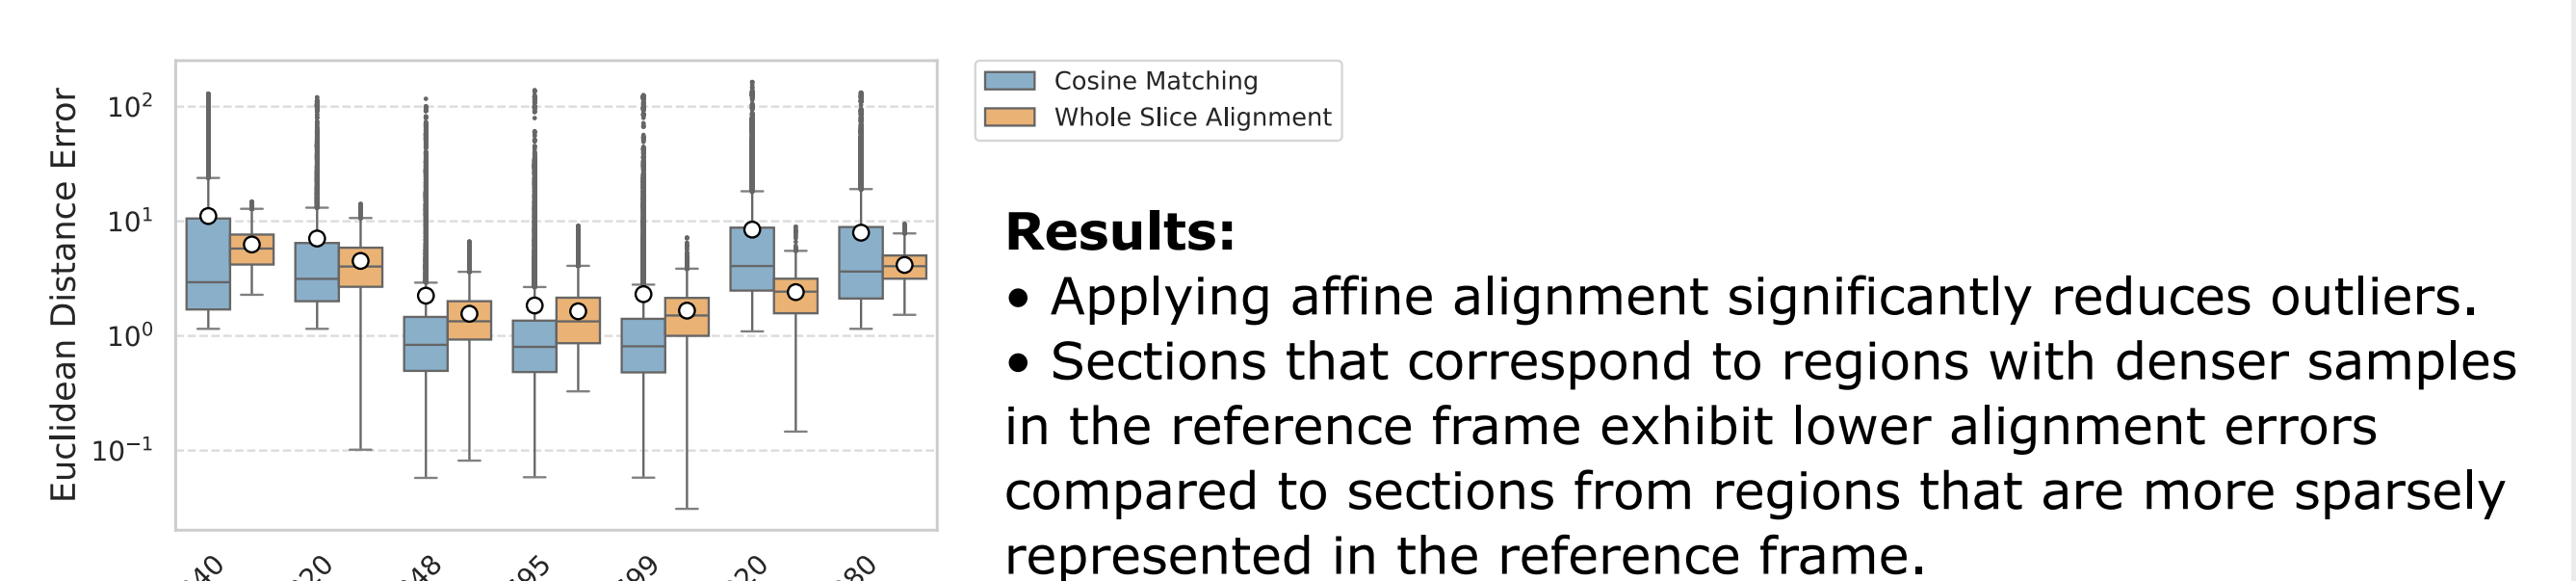 Euclidean Distance Error
10²
10¹
10⁰
10⁻¹
Cosine Matching
Whole Slice Alignment
Results:
• Applying affine alignment significantly reduces outliers.
• Sections that correspond to regions with denser samples
in the reference frame exhibit lower alignment errors
compared to sections from regions that are more sparsely
represented in the reference frame.